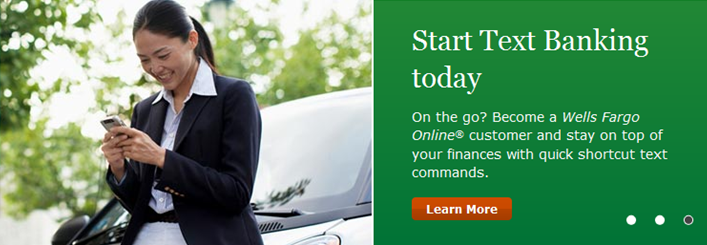 Start Text Banking
today
On the go? Become a Wells Fargo
Online® customer and stay on top of
your finances with quick shortcut text
commands.
Learn More